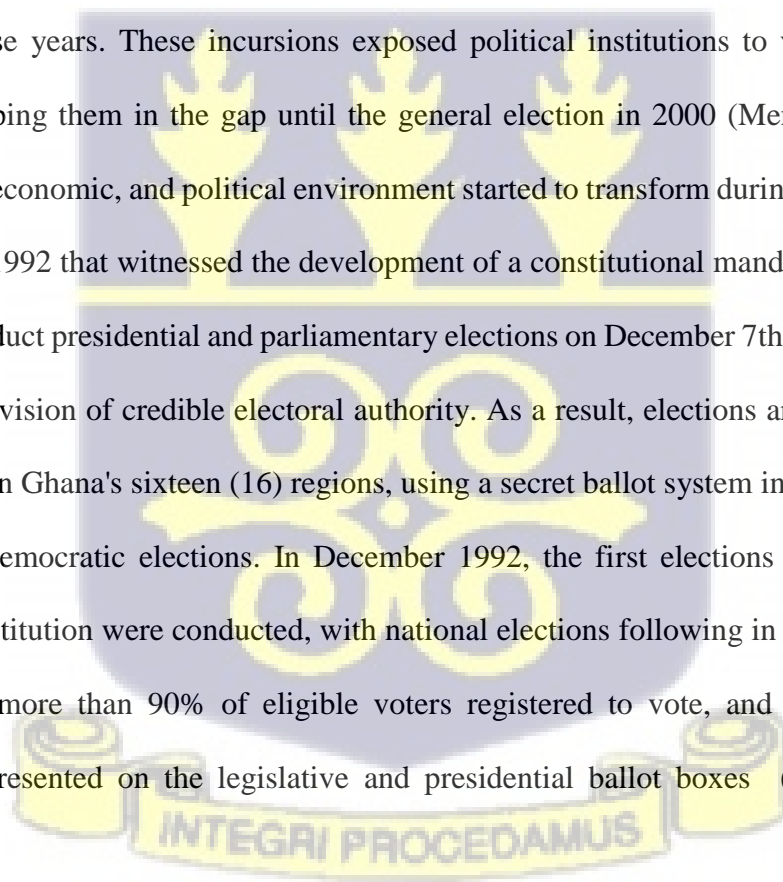 se years. These incursions exposed political institutions to
ping them in the gap until the general election in 2000 (Me
economic, and political environment started to transform durin
1992 that witnessed the development of a constitutional mand
duct presidential and parliamentary elections on December 7th
vision of credible electoral authority. As a result, elections a
n Ghana's sixteen (16) regions, using a secret ballot system in
emocratic elections. In December 1992, the first elections
stitution were conducted, with national elections following in
more than 90% of eligible voters registered to vote, and
resented on the legislative and presidential ballot boxes (
INTEGRI PROCEDAMUS